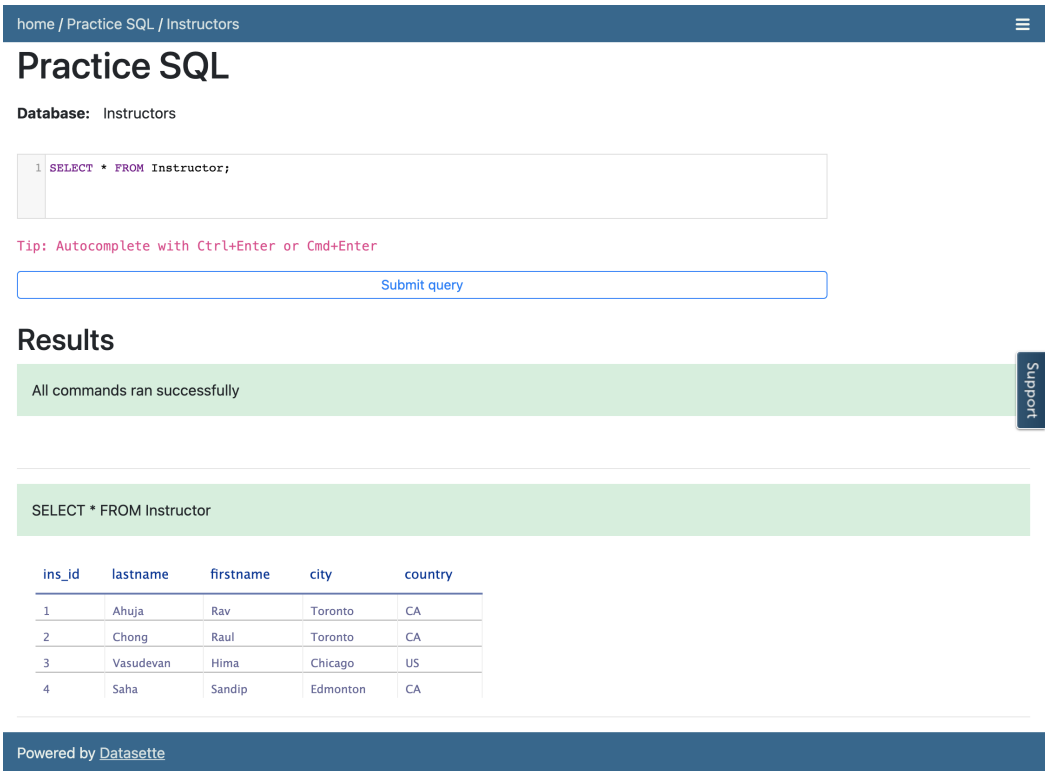 home / Practice SQL / Instructors
Practice SQL
Database: Instructors
1 SELECT * FROM Instructor;
Tip: Autocomplete with Ctrl+Enter or Cmd+Enter
Submit query
Results
All commands ran successfully
Support
SELECT * FROM Instructor
ins_id lastname firstname city country
1 Ahuja Rav Toronto CA
2 Chong Raul Toronto CA
3 Vasudevan Hima Chicago US
4 Saha Sandip Edmonton CA
Powered by Datasette